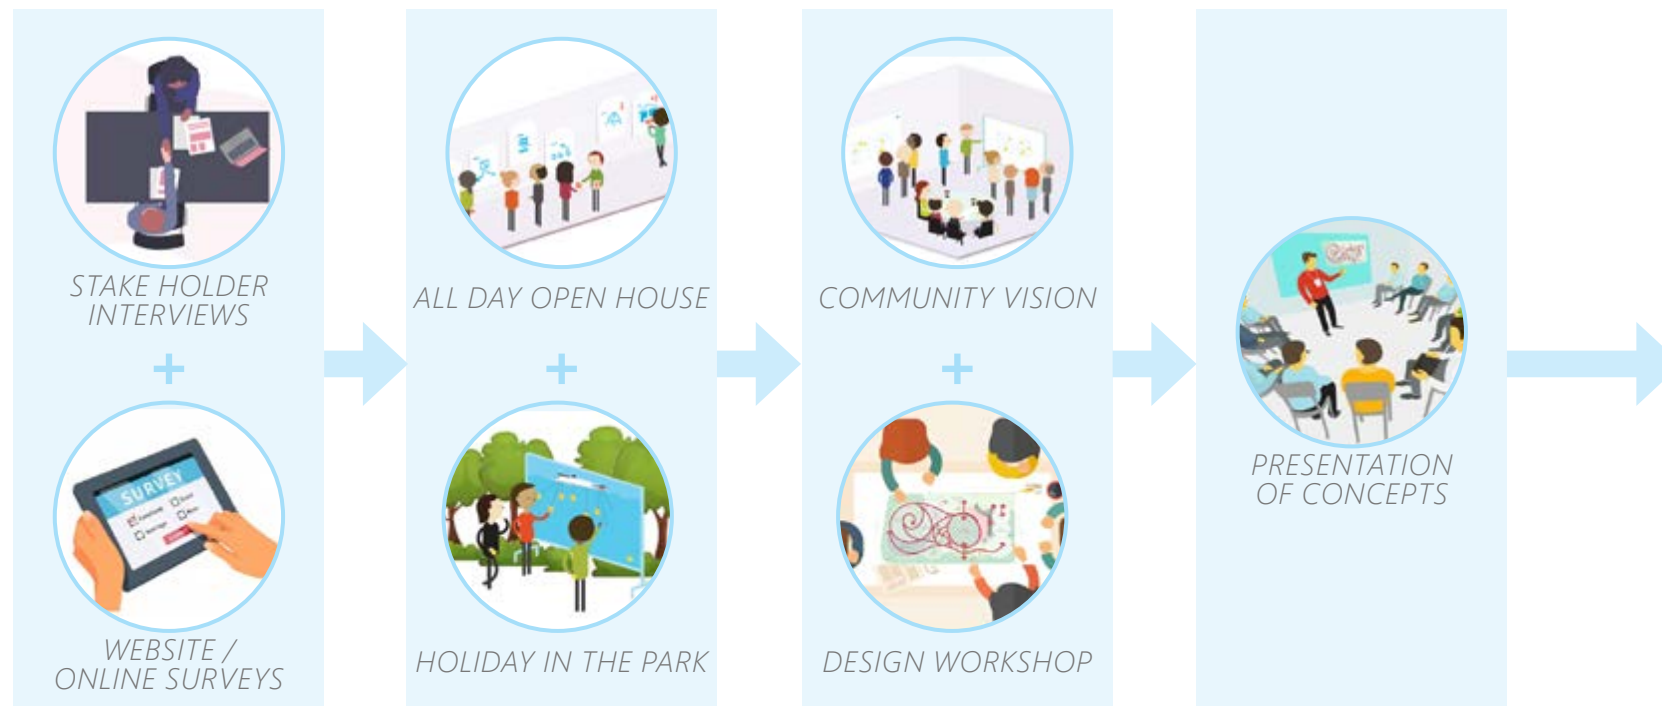 STAKE HOLDER
INTERVIEWS
+
SURVEY
WEBSITE /
ONLINE SURVEYS
ALL DAY OPEN HOUSE
+
HOLIDAY IN THE PARK
COMMUNITY VISION
+
DESIGN WORKSHOP
PRESENTATION
OF CONCEPTS